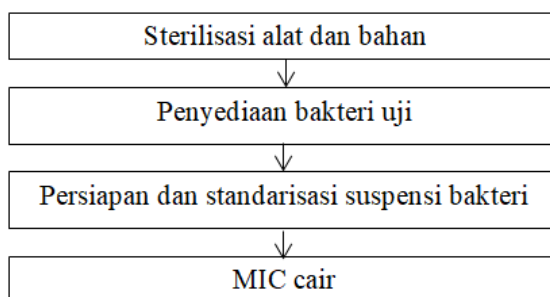 Sterilisasi alat dan bahan
Penyediaan bakteri uji
Persiapan dan standarisasi suspensi bakteri
MIC cair